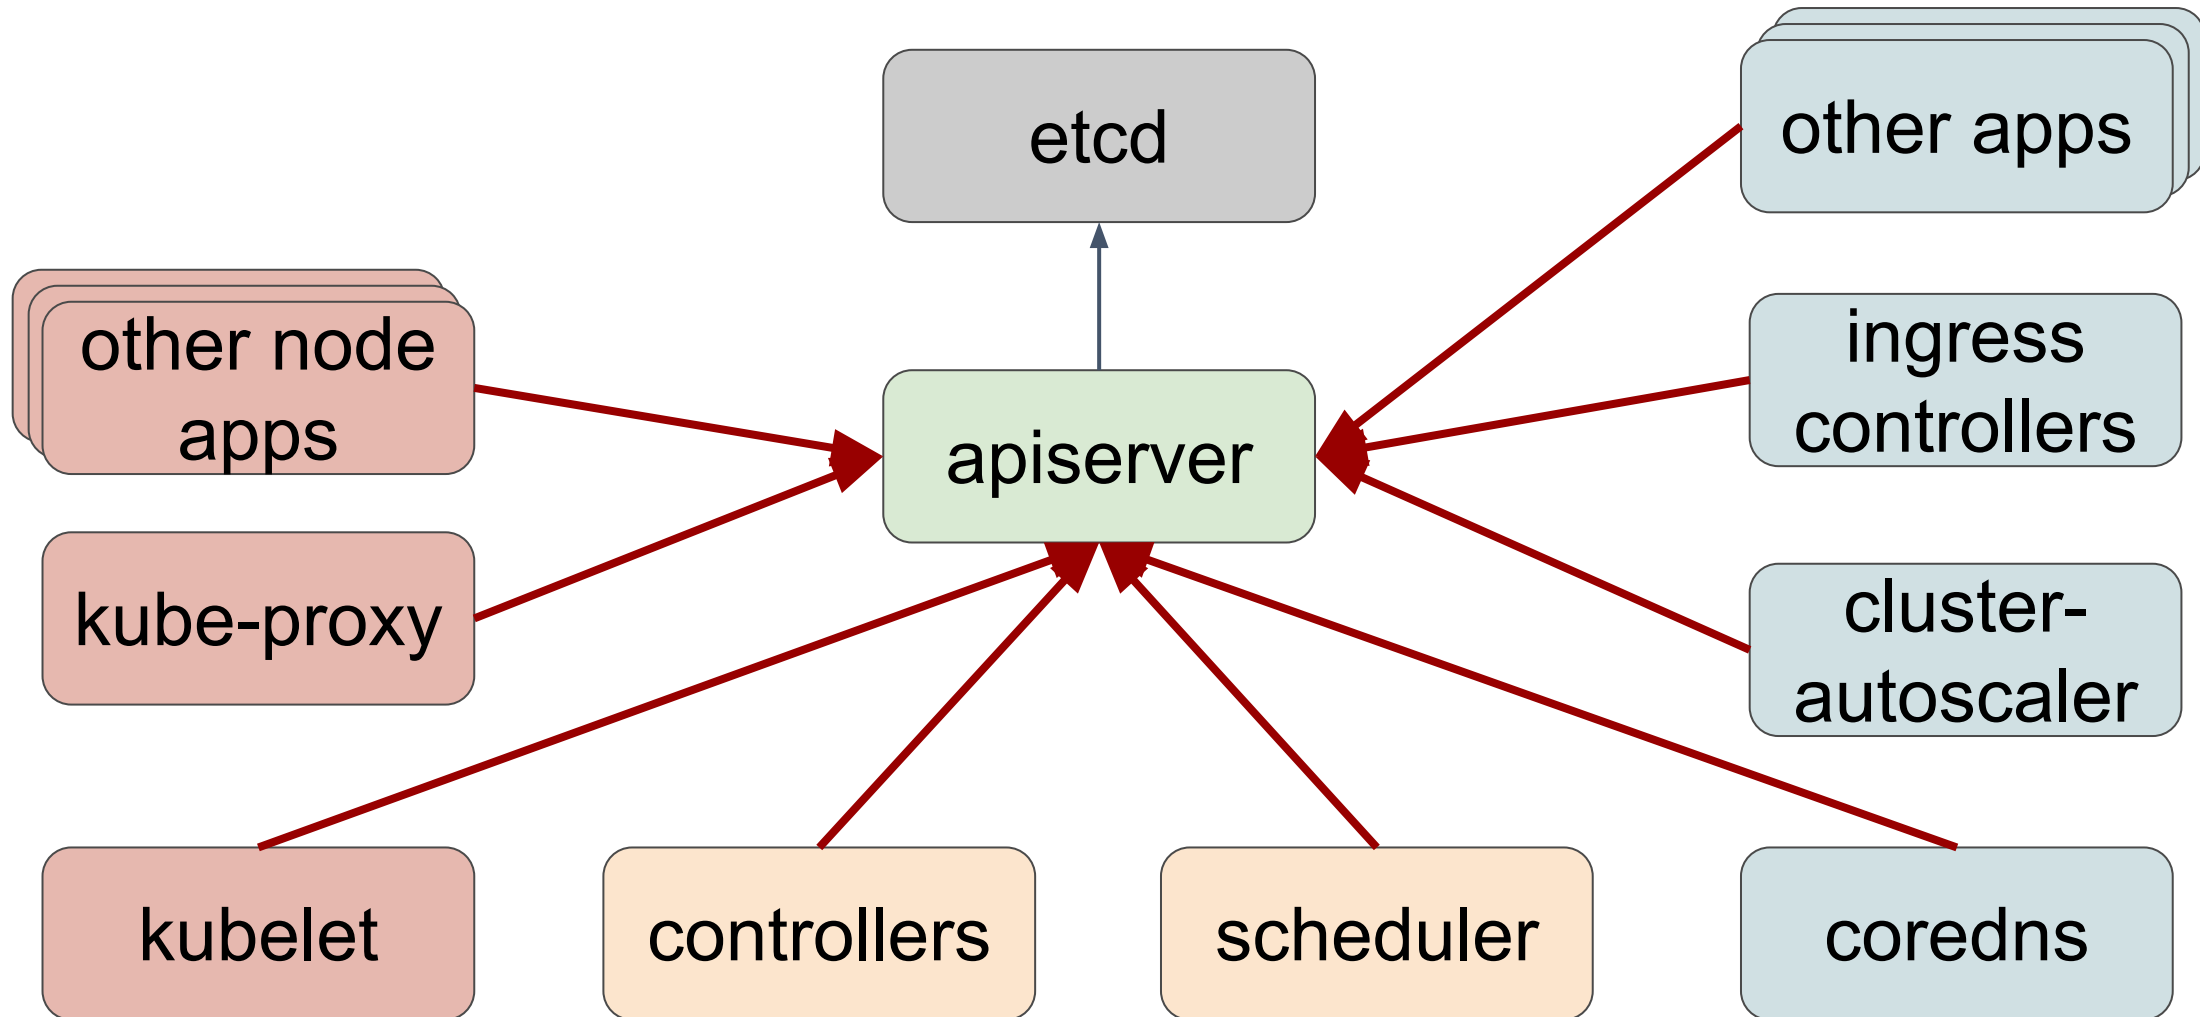 etcd
other apps
other node
apps
ingress
controllers
apiserver
kube-proxy
cluster-
autoscaler
kubelet
controllers
scheduler
coredns